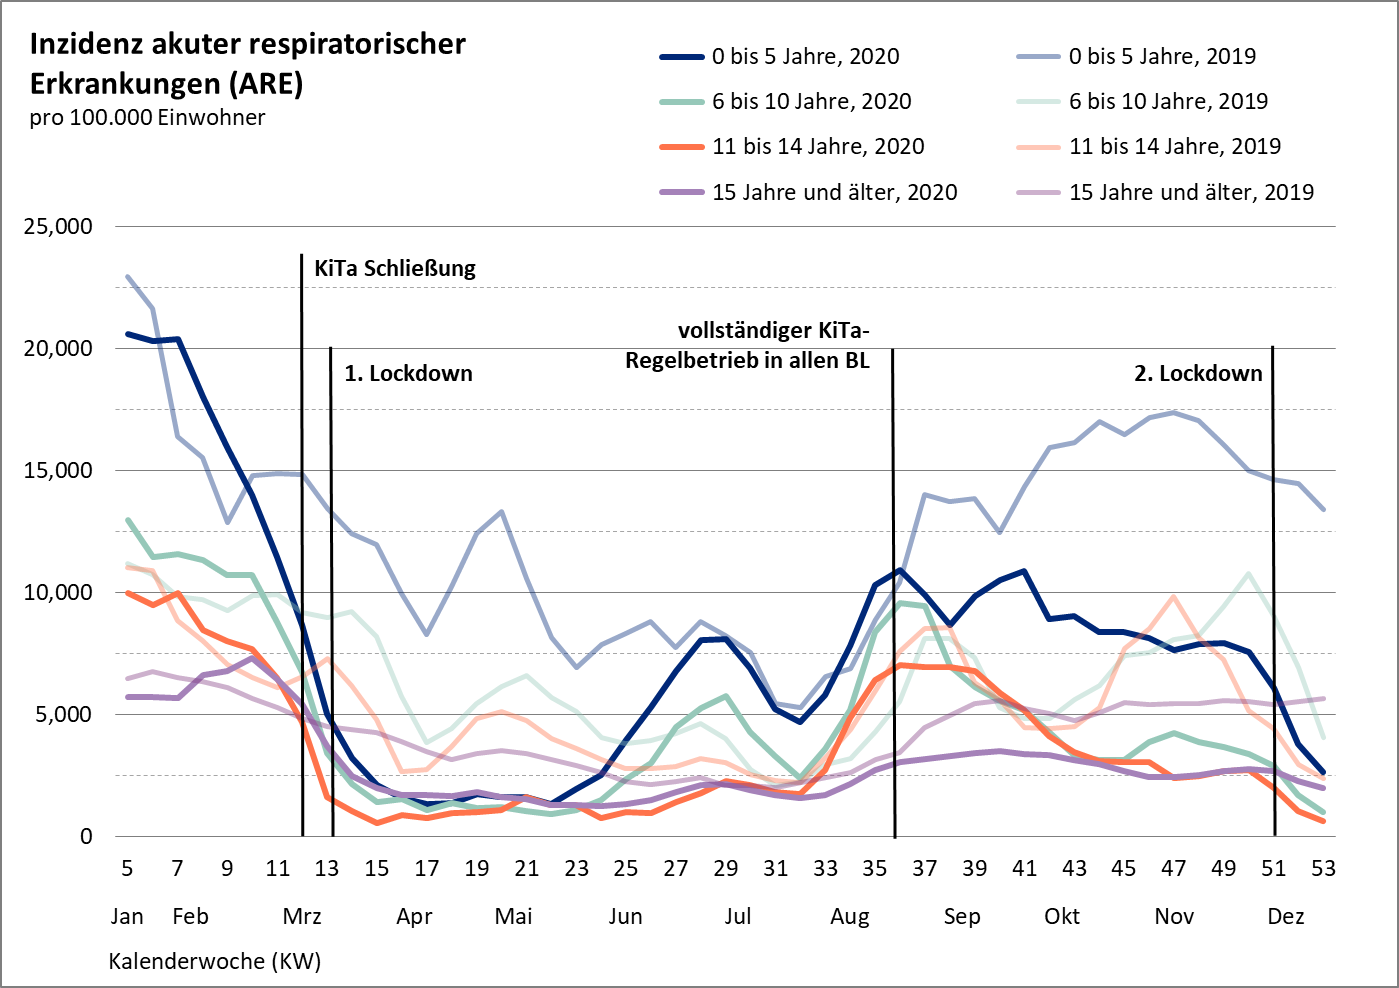 Inzidenz akuter respiratorischer
Erkrankungen (ARE)
pro 100.000 Einwohner
0 bis 5 Jahre, 2020
0 bis 5 Jahre, 2019
6 bis 10 Jahre, 2020
6 bis 10 Jahre, 2019
11 bis 14 Jahre, 2020
11 bis 14 Jahre, 2019
15 Jahre und älter, 2020
15 Jahre und älter, 2019
25,000
20,000
15,000
10,000
5,000
0
KiTa Schließung
1. Lockdown
vollständiger KiTa-
Regelbetrieb in allen BL
2. Lockdown
5 7 9 11 13 15 17 19 21 23 25 27 29 31 33 35 37 39 41 43 45 47 49 51 53
Jan Feb Mrz Apr Mai Jun Jul Aug Sep Okt Nov Dez
Kalenderwoche (KW)